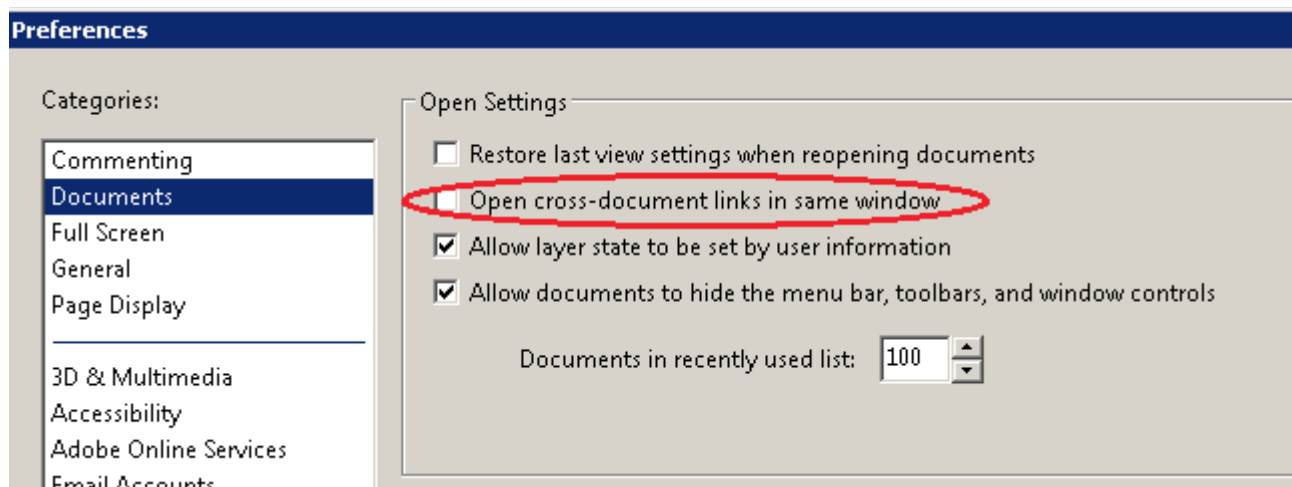 Preferences
Categories:
Commenting
Documents
Full Screen
General
Page Display
3D & Multimedia
Accessibility
Adobe Online Services
Email Accounts
Open Settings
Restore last view settings when reopening documents
Open cross-document links in same window
Allow layer state to be set by user information
Allow documents to hide the menu bar, toolbars, and window controls
Documents in recently used list: 100